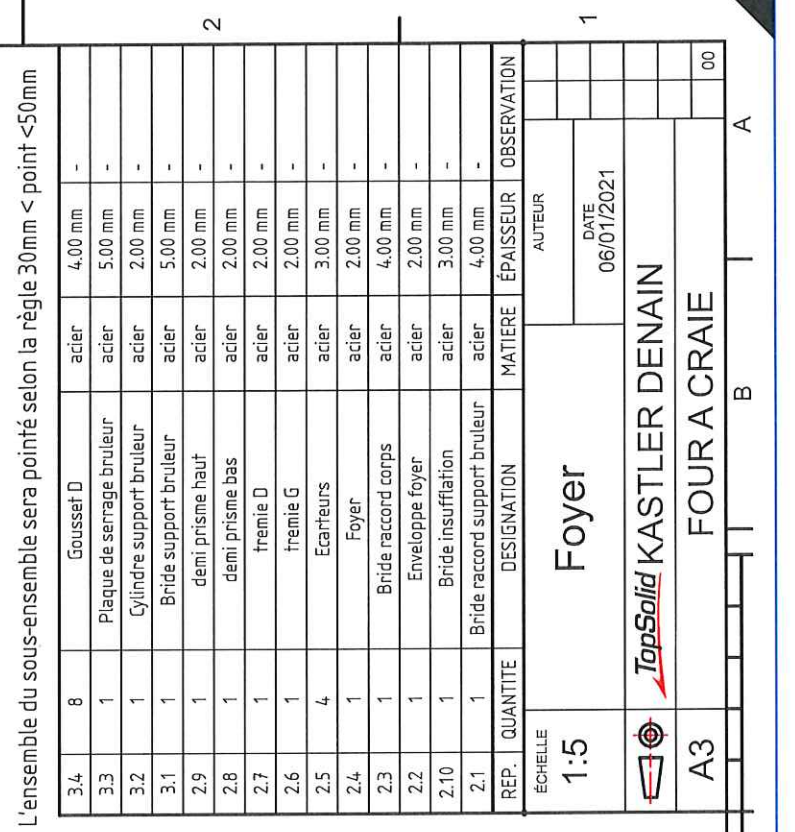 L'ensemble du sous-ensemble sera pointé selon la règle 30mm < point <50mm
3.4 8 Gousset D acier 4.00 mm -
3.3 1 Plaque de serrage bruleur acier 5.00 mm -
3.2 1 Cylindre support bruleur acier 2.00 mm -
3.1 1 Bride support bruleur acier 5.00 mm -
2.9 1 demi prisme haut acier 2.00 mm -
2.8 1 demi prisme bas acier 2.00 mm -
2.7 1 tremie D acier 2.00 mm -
2.6 1 tremie G acier 2.00 mm -
2.5 4 Ecarteurs acier 3.00 mm -
2.4 1 Foyer acier 2.00 mm -
2.3 1 Bride raccord corps acier 4.00 mm -
2.2 1 Enveloppe foyer acier 2.00 mm -
2.10 1 Bride insufflation acier 3.00 mm -
2.1 1 Bride raccord support bruleur acier 4.00 mm -
REP. QUANTITE DESIGNATION MATIERE ÉPAISSEUR OBSERVATION
ÉCHELLE
1:5
Foyer
AUTEUR
DATE
06/01/2021
TopSolid KASTLER DENAIN
A3
FOUR A CRAIE
00
2
1
B
A